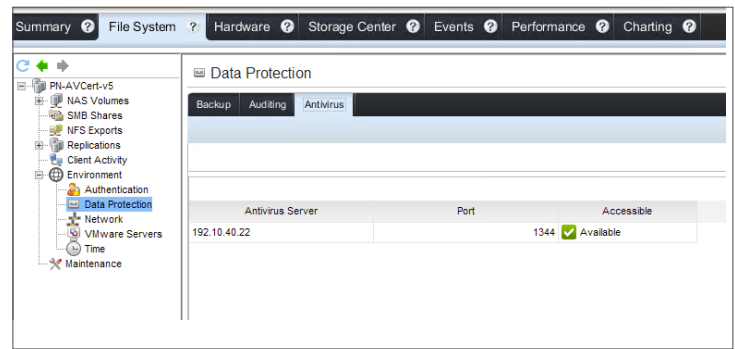 Summary ? File System ? Hardware ? Storage Center ? Events ? Performance ? Charting ?
PN-AVCert-v5
NAS Volumes
SMB Shares
NFS Exports
Replications
Client Activity
Environment
Authentication
Data Protection
Network
VMware Servers
Time
Maintenance
Data Protection
Backup Auditing Antivirus
Antivirus Server Port Accessible
192.10.40.22 1344 Available